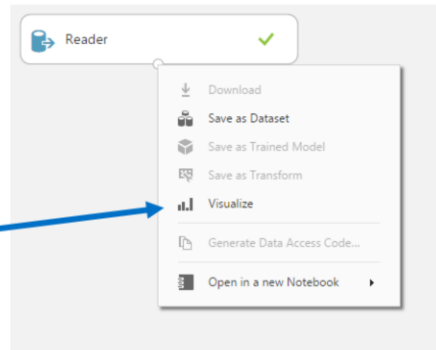 Reader
Download
Save as Dataset
Save as Trained Model
Save as Transform
Visualize
Generate Data Access Code...
Open in a new Notebook